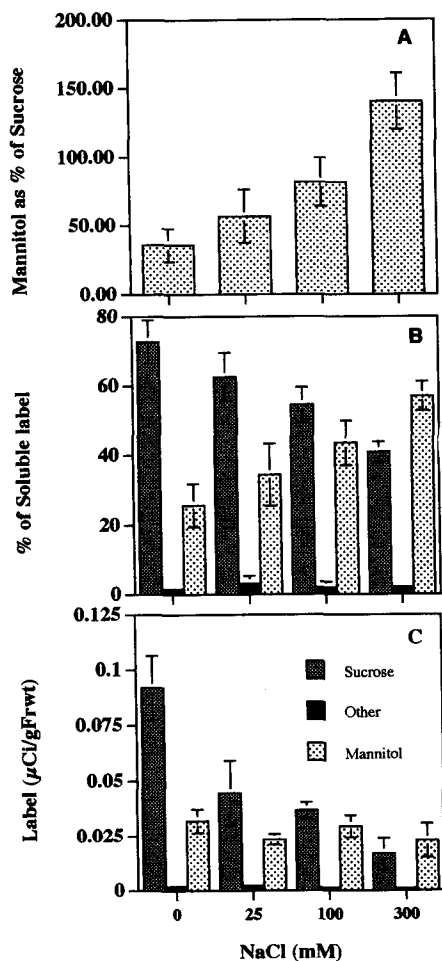 A
Mannitol as % of Sucrose
200.00
150.00
100.00
50.00
0.00
B
% of Soluble label
80
60
40
20
0
C
Label (µCi/gFrwt)
0.125
0.1
0.075
0.05
0.025
0
Sucrose
Other
Mannitol
0 25 100 300
NaCl (mM)